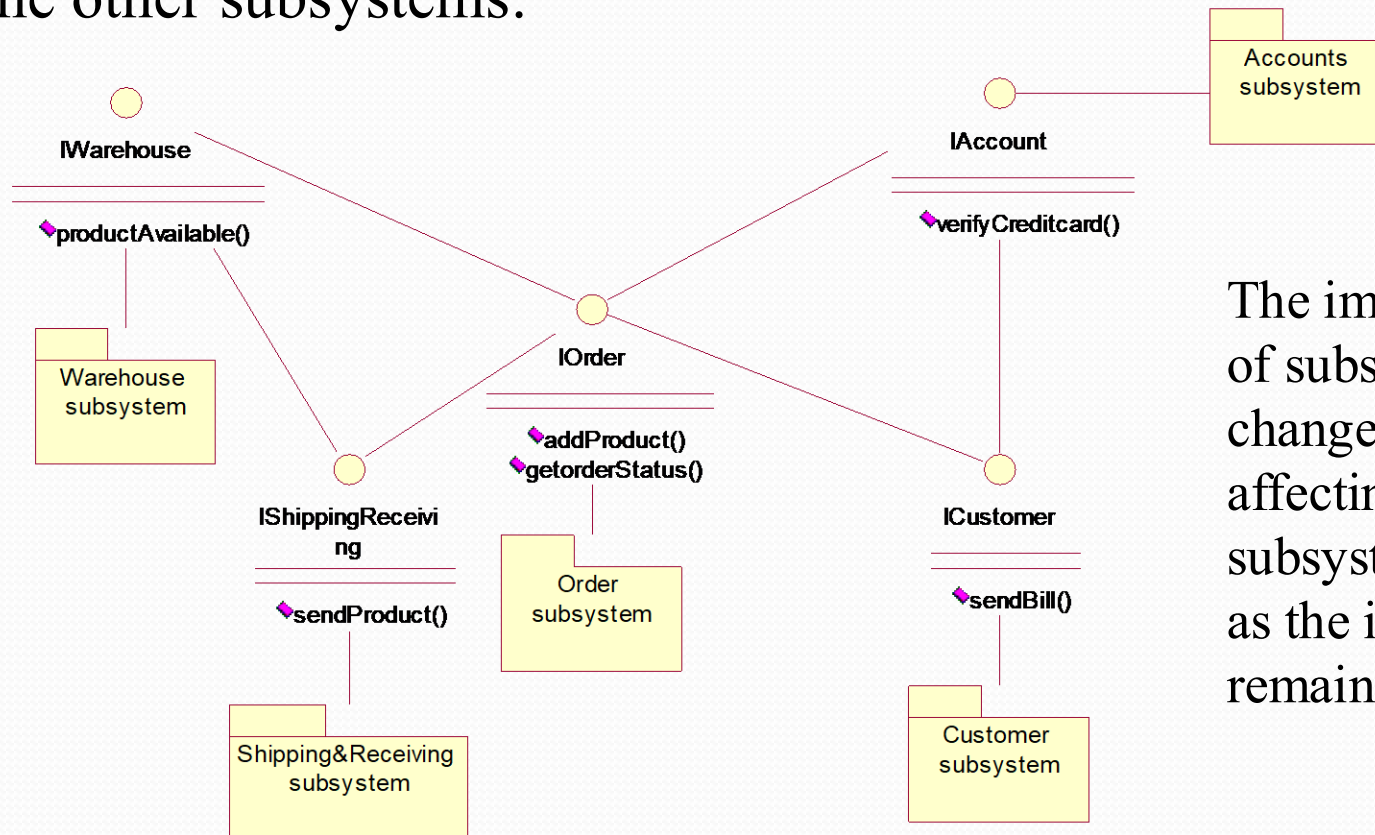 other subsystems.
Accounts
subsystem
IWarehouse
IAccount
productAvailable()
verifyCreditcard()
Warehouse
subsystem
IOrder
addProduct()
getorderStatus()
IShippingReceivi
ng
ICustomer
sendProduct()
Order
subsystem
sendBill()
Shipping&Receiving
subsystem
Customer
subsystem
The im
of subs
change
affectin
subsyst
as the i
remain